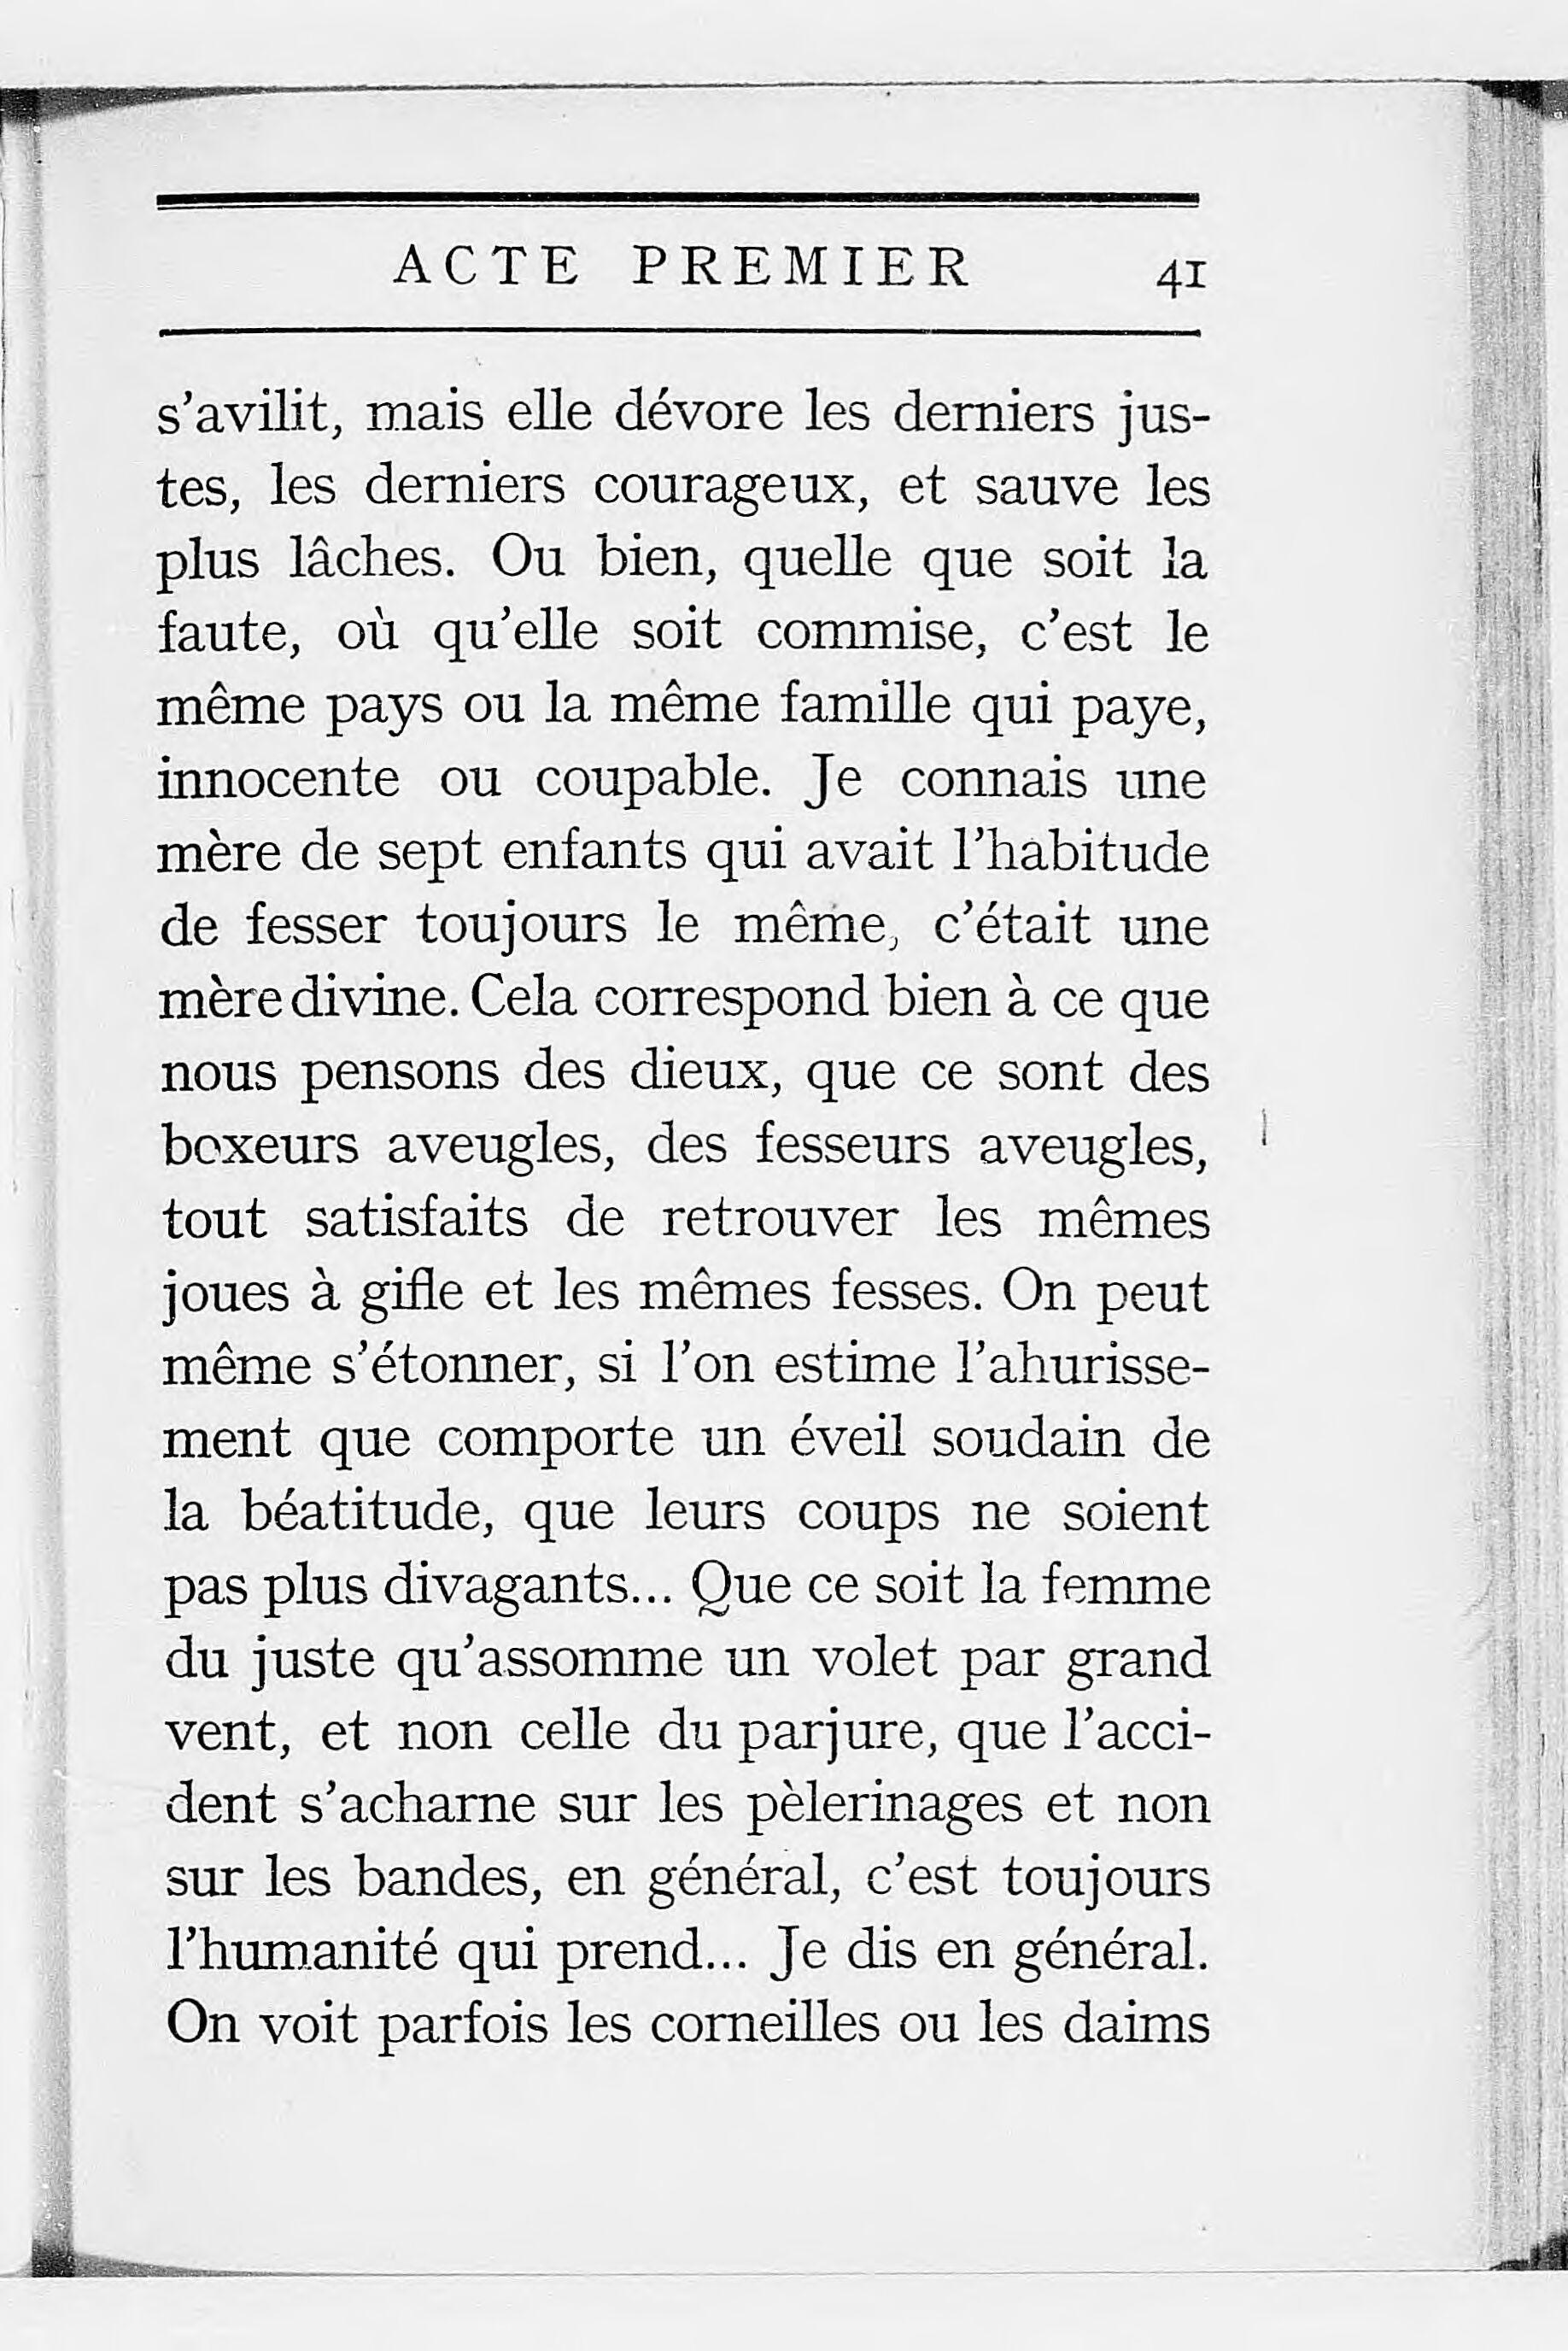 ACTE PREMIER 41
s'avilit, mais elle dévore les derniers jus-
tes, les derniers courageux, et sauve les
plus lâches. Ou bien, quelle que soit la
faute, où qu'elle soit commise, c'est le
même pays ou la même famille qui paye,
innocente ou coupable. Je connais une
mère de sept enfants qui avait l'habitude
de fesser toujours le même, c'était une
mère divine. Cela correspond bien à ce que
nous pensons des dieux, que ce sont des
boxeurs aveugles, des fesseurs aveugles,
tout satisfaits de retrouver les mêmes
joues à gifle et les mêmes fesses. On peut
même s'étonner, si l'on estime l'ahurisse-
ment que comporte un éveil soudain de
la béatitude, que leurs coups ne soient
pas plus divagants... Que ce soit la femme
du juste qu'assomme un volet par grand
vent, et non celle du parjure, que l'acci-
dent s'acharne sur les pèlerinages et non
sur les bandes, en général, c'est toujours
l'humanité qui prend... Je dis en général.
On voit parfois les corneilles ou les daims